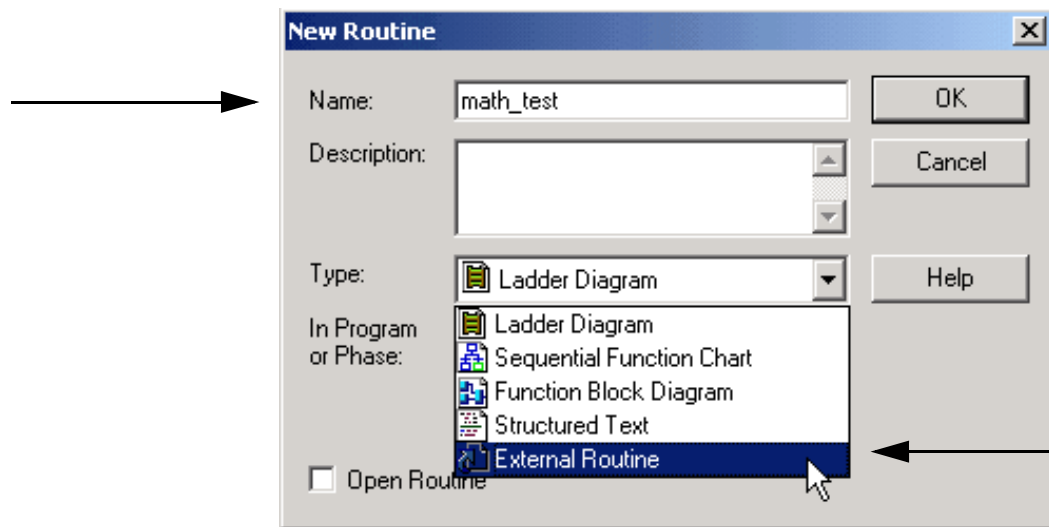 New Routine
Name:
math_test
OK
Description:
Cancel
Type:
Ladder Diagram
Help
In Program
or Phase:
Ladder Diagram
Sequential Function Chart
Function Block Diagram
Structured Text
External Routine
Open Routine